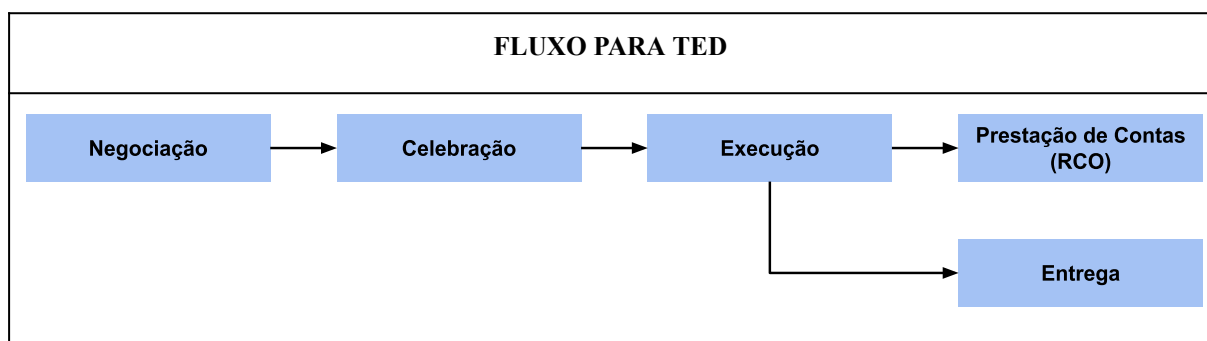 FLUXO PARA TED
Negociação
Celebração
Execução
Prestação de Contas
(RCO)
Entrega